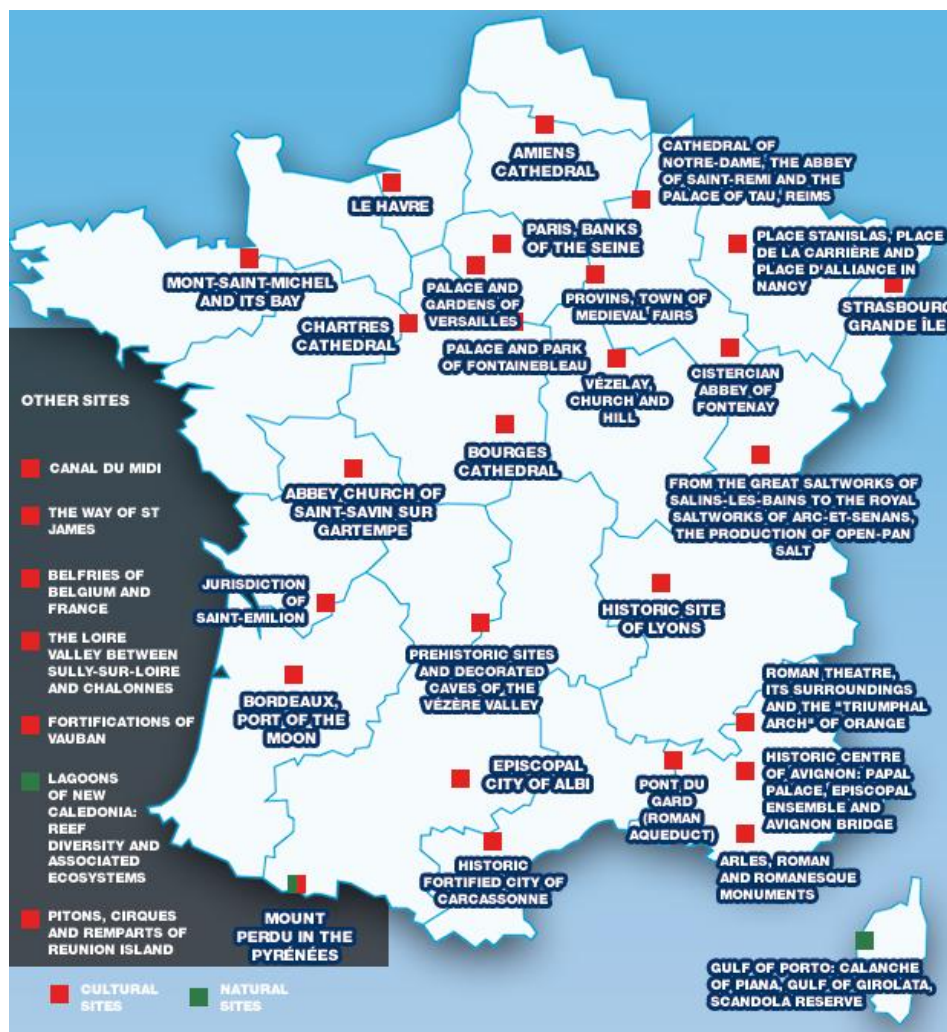 AMIENS
CATHEDRAL
CATHEDRAL OF
NOTRE-DAME, THE ABBEY
OF SAINT-REMI AND THE
PALACE OF TAU, REIMS
LE HAVRE
PARIS, BANKS
OF THE SEINE
PLACE STANISLAS, PLACE
DE LA CARRIÈRE AND
PLACE D'ALLIANCE IN
NANCY
MONT-SAINT-MICHEL
AND ITS BAY
PALACE AND
GARDENS OF
VERSAILLES
PROVINS, TOWN OF
MEDIEVAL FAIRS
STRASBOURG
GRANDE ÎLE
CHARTRES
CATHEDRAL
PALACE AND PARK
OF FONTAINEBLEAU
VÉZELAY,
CHURCH AND
HILL
CISTERCIAN
ABBEY OF
FONTENAY
BOURGES
CATHEDRAL
ABBEY CHURCH OF
SAINT-SAVIN SUR
GARTEMPE
FROM THE GREAT SALTWORKS OF
SALINS-LES-BAINS TO THE ROYAL
SALTWORKS OF ARC-ET-SENANS,
THE PRODUCTION OF OPEN-PAN
SALT
JURISDICTION
OF
SAINT-EMILION
HISTORIC SITE
OF LYONS
PREHISTORIC SITES
AND DECORATED
CAVES OF THE
VÉZÈRE VALLEY
BORDEAUX,
PORT OF THE
MOON
ROMAN THEATRE,
ITS SURROUNDINGS
AND THE "TRIUMPHAL
ARCH" OF ORANGE
EPISCOPAL
CITY OF ALBI
PONT DU
GARD
(ROMAN
AQUEDUCT)
HISTORIC CENTRE
OF AVIGNON: PAPAL
PALACE, EPISCOPAL
ENSEMBLE AND
AVIGNON BRIDGE
HISTORIC
FORTIFIED CITY OF
CARCASSONNE
ARLES, ROMAN
AND ROMANESQUE
MONUMENTS
MOUNT
PERDU IN THE
PYRÉNÉES
GULF OF PORTO: CALANCHE
OF PIANA, GULF OF GIROLATA,
SCANDOLA RESERVE
OTHER SITES
CANAL DU MIDI
THE WAY OF ST
JAMES
BELFRIES OF
BELGIUM AND
FRANCE
THE LOIRE
VALLEY BETWEEN
SULLY-SUR-LOIRE
AND CHALONNES
FORTIFICATIONS OF
VAUBAN
LAGOONS
OF NEW
CALEDONIA:
REEF
DIVERSITY AND
ASSOCIATED
ECOSYSTEMS
PITONS, CIRQUES
AND REMPARTS OF
REUNION ISLAND
CULTURAL
SITES
NATURAL
SITES